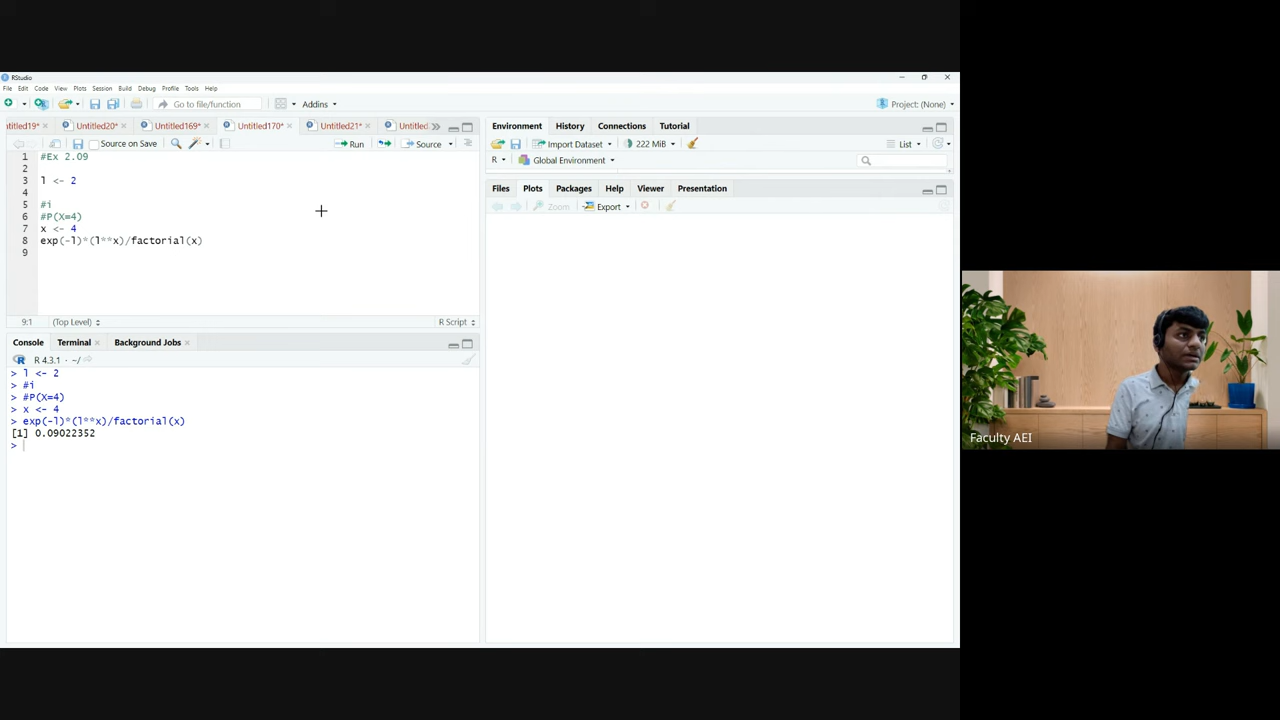 RStudio
File Edit Code View Plots Session Build Debug Profile Tools Help
Go to file/function Addins Project: (None)
ntitled19* Untitled20* Untitled169* Untitled170* Untitled21* Untitled
Source on Save Run Source
1 #Ex 2.09
2
3 l <- 2
4
5 #i
6 #P(X=4)
7 x <- 4
8 exp(-l)*(l**x)/factorial(x)
9
9:1 (Top Level) R Script
Console Terminal Background Jobs
R 4.3.1 · ~/
> l <- 2
> #i
> #P(X=4)
> x <- 4
> exp(-l)*(l**x)/factorial(x)
[1] 0.09022352
>
Environment History Connections Tutorial
Import Dataset 222 MiB List
R Global Environment
Files Plots Packages Help Viewer Presentation
Zoom Export
Faculty AEI